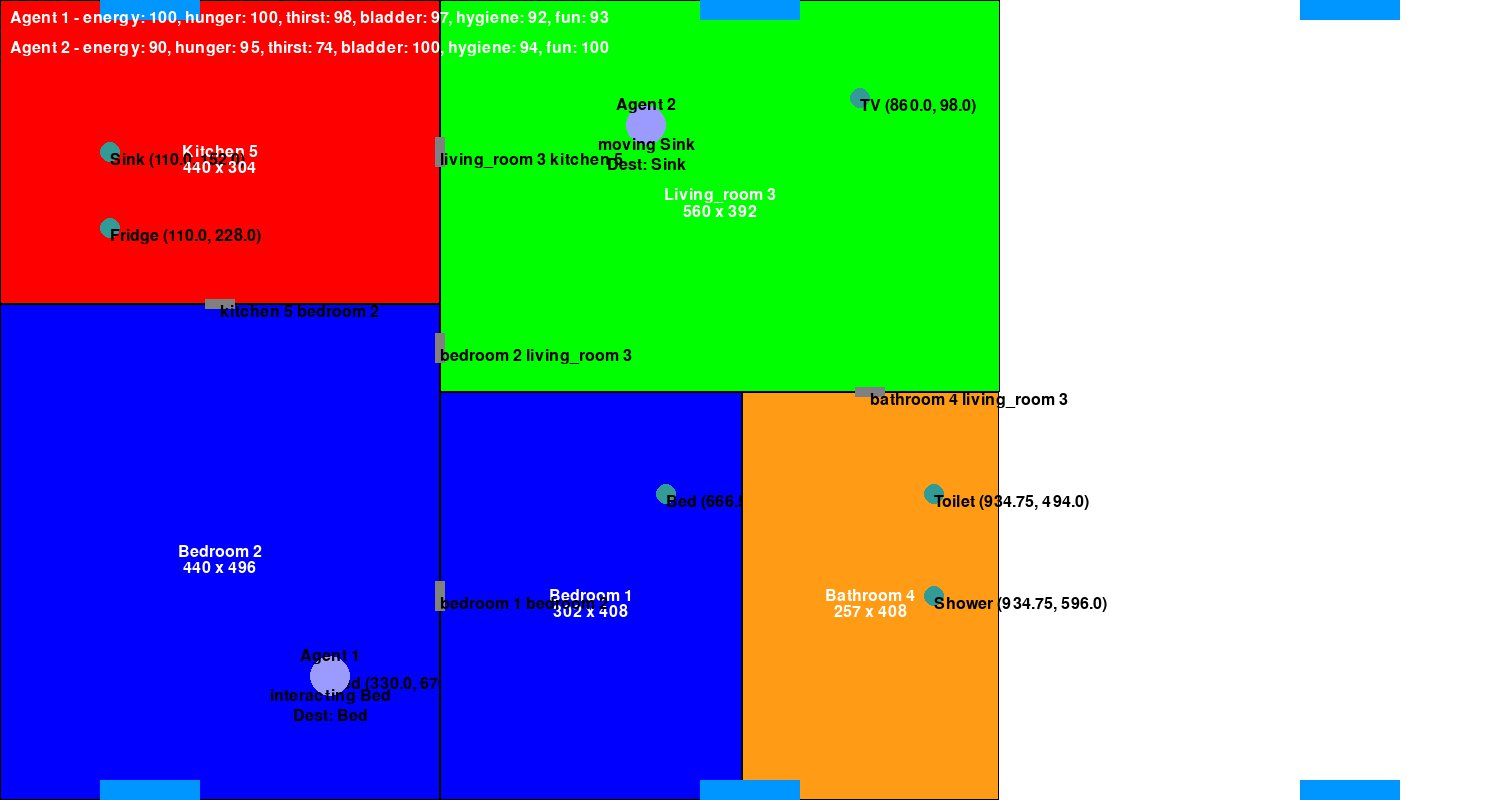 Agent 1 - energy: 100, hunger: 100, thirst: 98, bladder: 97, hygiene: 92, fun: 93
Agent 2 - energy: 90, hunger: 95, thirst: 74, bladder: 100, hygiene: 94, fun: 100
Agent 2
TV (860.0, 98.0)
moving Sink
Dest: Sink
Kitchen 5
440 x 304
Sink (110.0, 152.0)
living_room 3 kitchen 5
Living_room 3
560 x 392
Fridge (110.0, 228.0)
kitchen 5 bedroom 2
bedroom 2 living_room 3
bathroom 4 living_room 3
Bed (666.
Toilet (934.75, 494.0)
Bedroom 2
440 x 496
bedroom 1 bedroom 2
Bedroom 1
302 x 408
Bathroom 4
257 x 408
Shower (934.75, 596.0)
Agent 1
(330.0, 67
interacting Bed
Dest: Bed